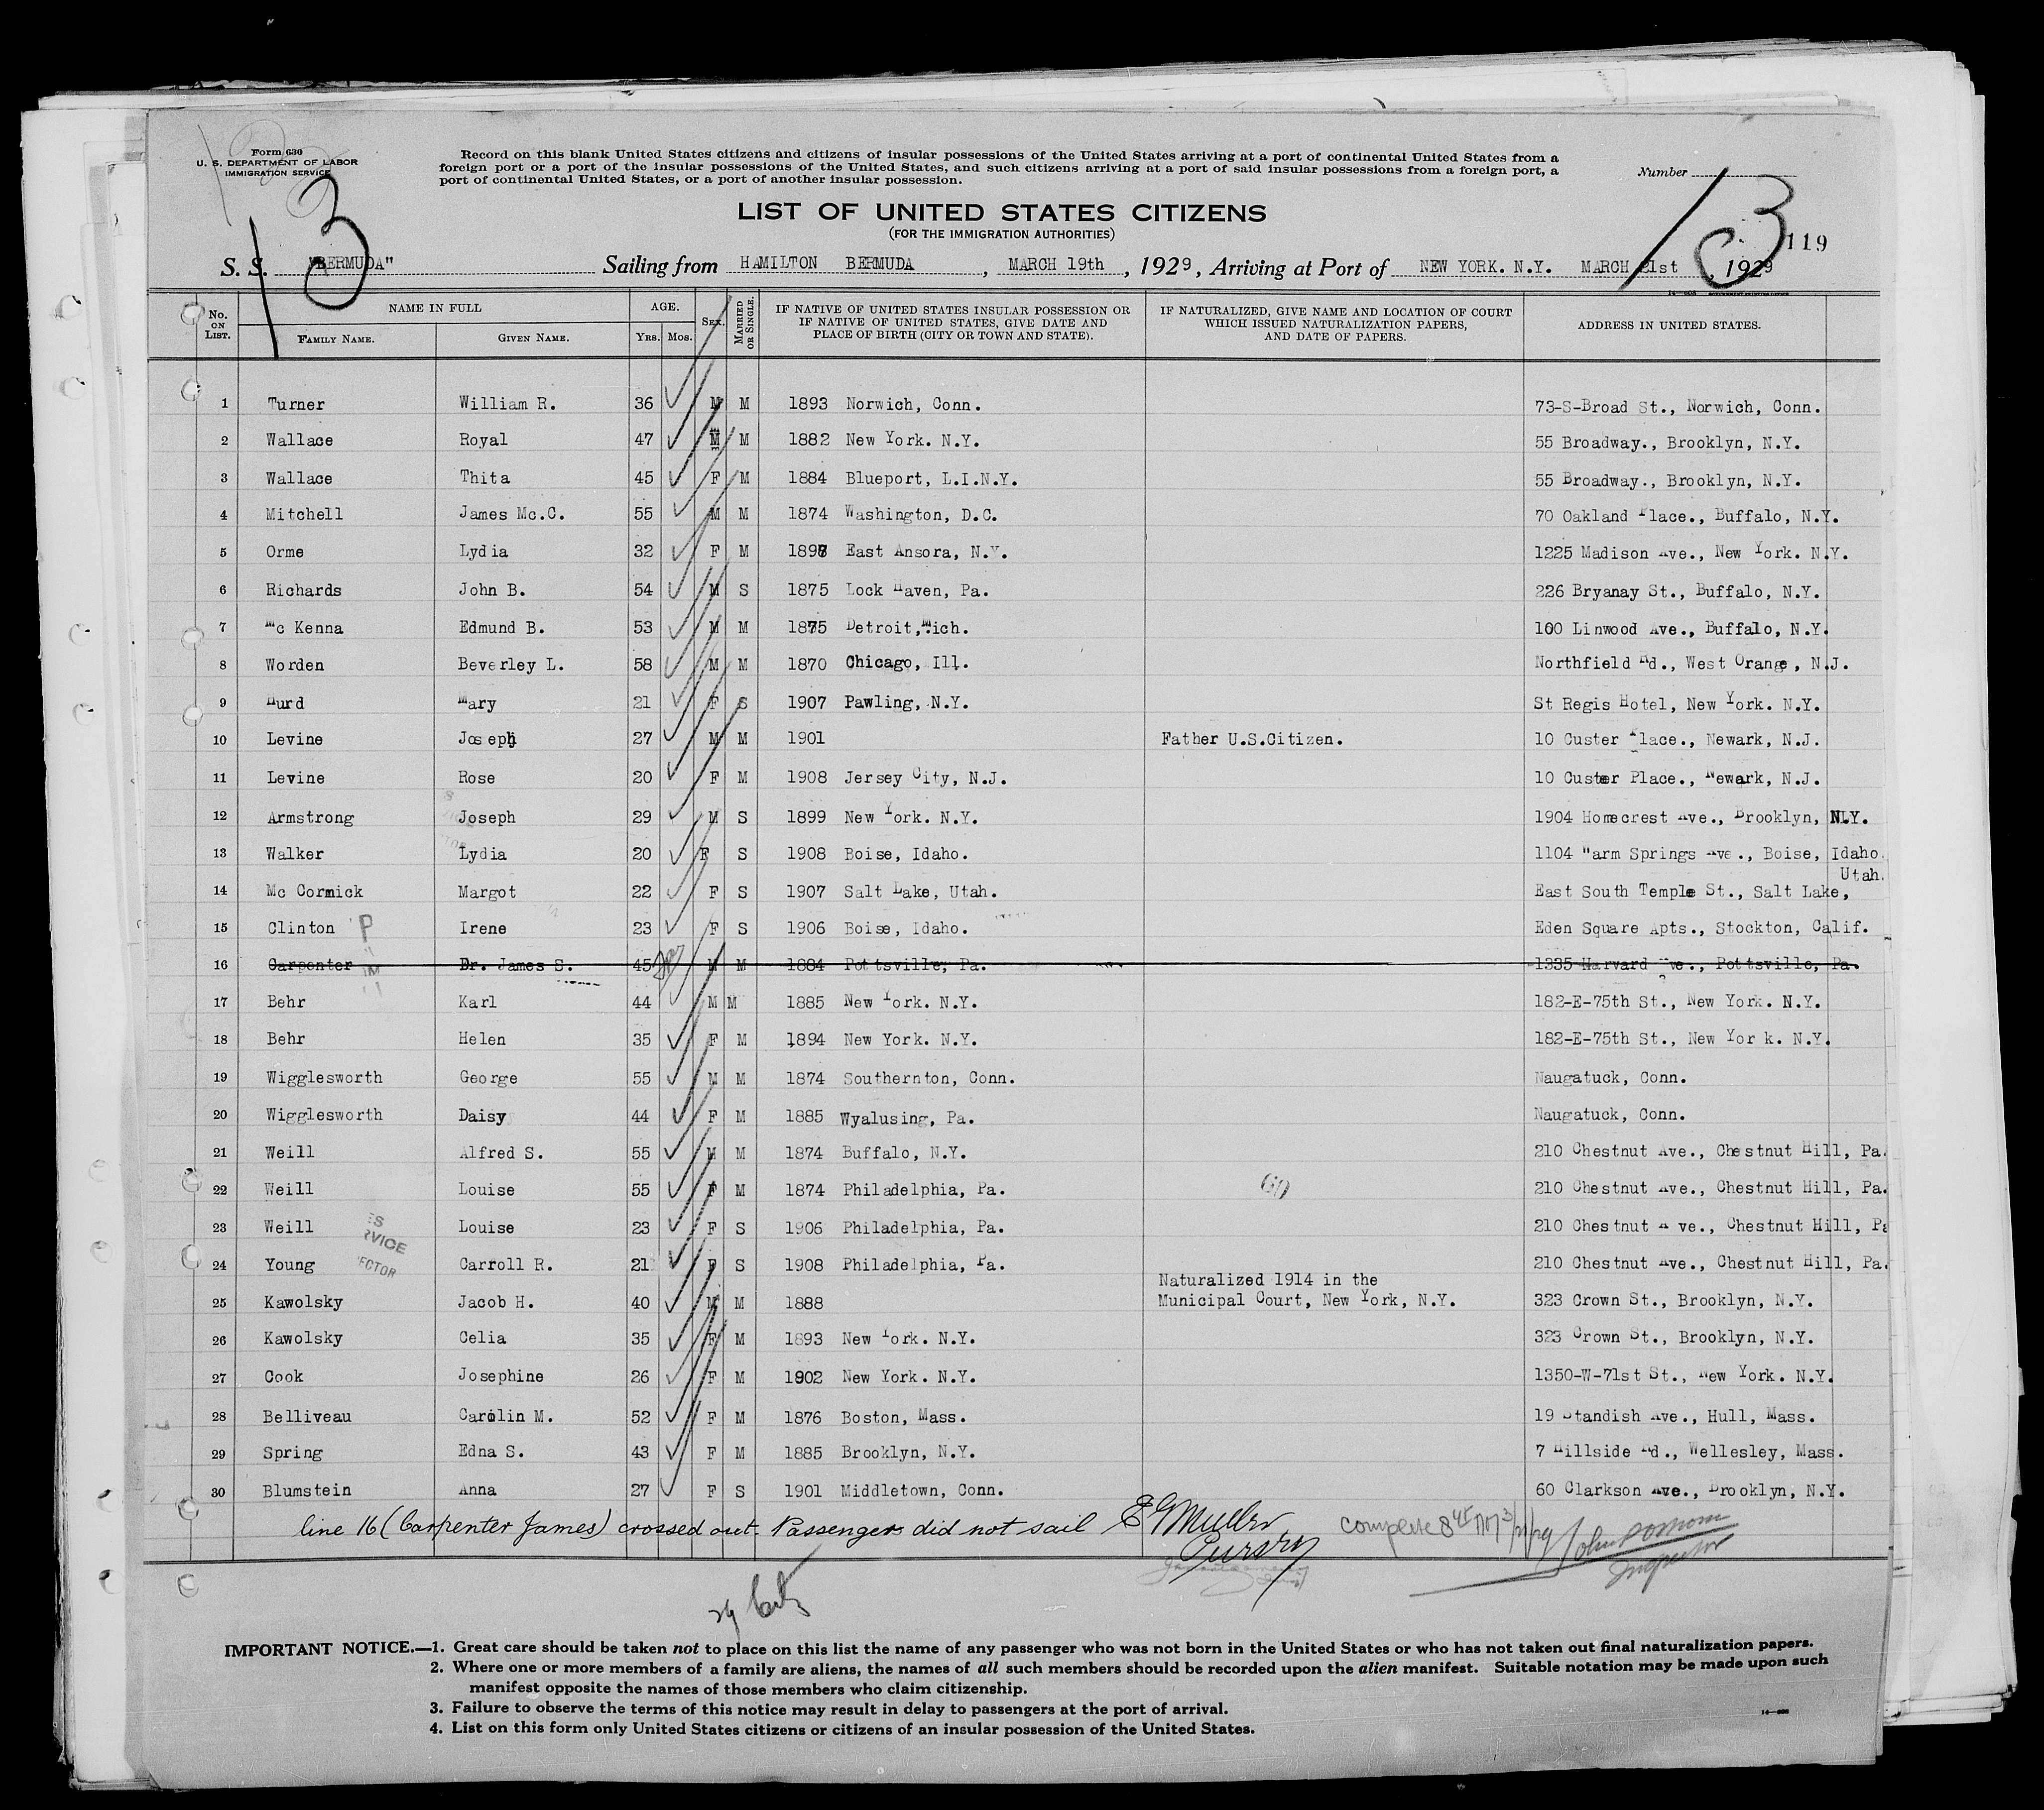 Form 630
U. S. DEPARTMENT OF LABOR
IMMIGRATION SERVICE
Record on this blank United States citizens and citizens of insular possessions of the United States arriving at a port of continental United States from a
foreign port or a port of the insular possessions of the United States, and such citizens arriving at a port of said insular possessions from a foreign port, a
port of continental United States, or a port of another insular possession.
Number
13
13
119
LIST OF UNITED STATES CITIZENS
(FOR THE IMMIGRATION AUTHORITIES)
S. S. "BERMUDA" Sailing from HAMILTON BERMUDA, MARCH 19th, 1929, Arriving at Port of NEW YORK. N.Y. MARCH 21st, 1929
No. ON LIST. NAME IN FULL FAMILY NAME. GIVEN NAME. AGE. Yrs. Mos. SEX. MARRIED OR SINGLE. IF NATIVE OF UNITED STATES INSULAR POSSESSION OR IF NATIVE OF UNITED STATES, GIVE DATE AND PLACE OF BIRTH (CITY OR TOWN AND STATE). IF NATURALIZED, GIVE NAME AND LOCATION OF COURT WHICH ISSUED NATURALIZATION PAPERS, AND DATE OF PAPERS. ADDRESS IN UNITED STATES.
1 Turner William R. 36 M M 1893 Norwich, Conn. 73-S-Broad St., Norwich, Conn.
2 Wallace Royal 47 M M 1882 New York. N.Y. 55 Broadway., Brooklyn, N.Y.
3 Wallace Thita 45 F M 1884 Blueport, L.I.N.Y. 55 Broadway., Brooklyn, N.Y.
4 Mitchell James Mc.C. 55 M M 1874 Washington, D.C. 70 Oakland Place., Buffalo, N.Y.
5 Orme Lydia 32 F M 1897 East Ansora, N.Y. 1225 Madison Ave., New York. N.Y.
6 Richards John B. 54 M S 1875 Lock Haven, Pa. 226 Bryanay St., Buffalo, N.Y.
7 Mc Kenna Edmund B. 53 M M 1875 Detroit, Mich. 100 Linwood Ave., Buffalo, N.Y.
8 Worden Beverley L. 58 M M 1870 Chicago, Ill. Northfield Rd., West Orange, N.J.
9 Hurd Mary 21 F S 1907 Pawling, N.Y. St Regis Hotel, New York. N.Y.
10 Levine Joseph 27 M M 1901 Father U.S.Citizen. 10 Custer Place., Newark, N.J.
11 Levine Rose 20 F M 1908 Jersey City, N.J. 10 Custer Place., Newark, N.J.
12 Armstrong Joseph 29 M S 1899 New York. N.Y. 1904 Homecrest Ave., Brooklyn, N.Y.
13 Walker Lydia 20 F S 1908 Boise, Idaho. 1104 Warm Springs Ave., Boise, Idaho.
14 Mc Cormick Margot 22 F S 1907 Salt Lake, Utah. East South Temple St., Salt Lake, Utah.
15 Clinton Irene 23 F S 1906 Boise, Idaho. Eden Square Apts., Stockton, Calif.
16 Carpenter Dr. James S. 45 M M 1884 Pottsville, Pa. 1335 Harvard Ave., Pottsville, Pa.
17 Behr Karl 44 M M 1885 New York. N.Y. 182-E-75th St., New York. N.Y.
18 Behr Helen 35 F M 1894 New York. N.Y. 182-E-75th St., New York. N.Y.
19 Wigglesworth George 55 M M 1874 Southernton, Conn. Naugatuck, Conn.
20 Wigglesworth Daisy 44 F M 1885 Wyalusing, Pa. Naugatuck, Conn.
21 Weill Alfred S. 55 M M 1874 Buffalo, N.Y. 210 Chestnut Ave., Chestnut Hill, Pa.
22 Weill Louise 55 F M 1874 Philadelphia, Pa. 210 Chestnut Ave., Chestnut Hill, Pa.
23 Weill Louise 23 F S 1906 Philadelphia, Pa. 210 Chestnut Ave., Chestnut Hill, Pa
24 Young Carroll R. 21 F S 1908 Philadelphia, Pa. 210 Chestnut Ave., Chestnut Hill, Pa.
Naturalized 1914 in the
25 Kawolsky Jacob H. 40 M M 1888 Municipal Court, New York, N.Y. 323 Crown St., Brooklyn, N.Y.
26 Kawolsky Celia 35 F M 1893 New York. N.Y. 323 Crown St., Brooklyn, N.Y.
27 Cook Josephine 26 F M 1902 New York. N.Y. 1350-W-71st St., New York. N.Y.
28 Belliveau Carolin M. 52 F M 1876 Boston, Mass. 19 Standish Ave., Hull, Mass.
29 Spring Edna S. 43 F M 1885 Brooklyn, N.Y. 7 Hillside Rd., Wellesley, Mass.
30 Blumstein Anna 27 F S 1901 Middletown, Conn. 60 Clarkson Ave., Brooklyn, N.Y.
line 16 (Carpenter James) crossed out. Passenger did not sail E G Muller complete John
Purser Inspector
29
IMPORTANT NOTICE.—1. Great care should be taken not to place on this list the name of any passenger who was not born in the United States or who has not taken out final naturalization papers.
2. Where one or more members of a family are aliens, the names of all such members should be recorded upon the alien manifest. Suitable notation may be made upon such
manifest opposite the names of those members who claim citizenship.
3. Failure to observe the terms of this notice may result in delay to passengers at the port of arrival.
4. List on this form only United States citizens or citizens of an insular possession of the United States.